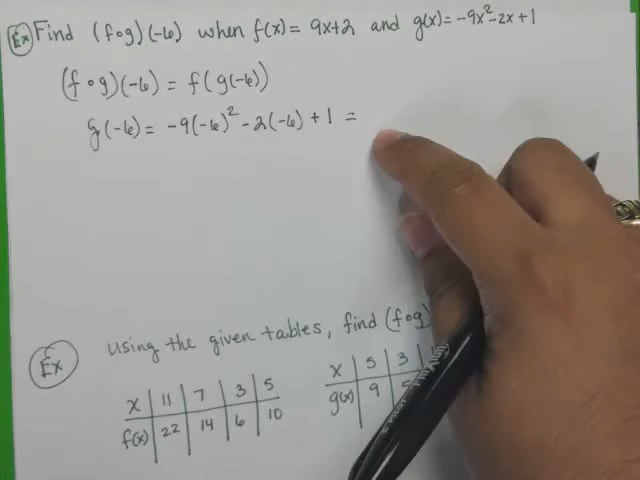 Ex Find (f∘g)(-6) when f(x) = 9x+2 and g(x) = -9x²-2x+1
(f∘g)(-6) = f(g(-6))
g(-6) = -9(-6)² - 2(-6) + 1 =
Ex using the given tables, find (f∘g)
x | 11 | 7 | 3 | 5
f(x) | 22 | 14 | 6 | 10
x | 5 | 3
g(x) | 9 | 5